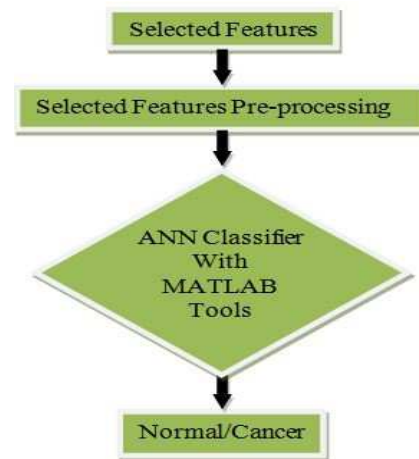 Selected Features
Selected Features Pre-processing
ANN Classifier
With
MATLAB
Tools
Normal/Cancer